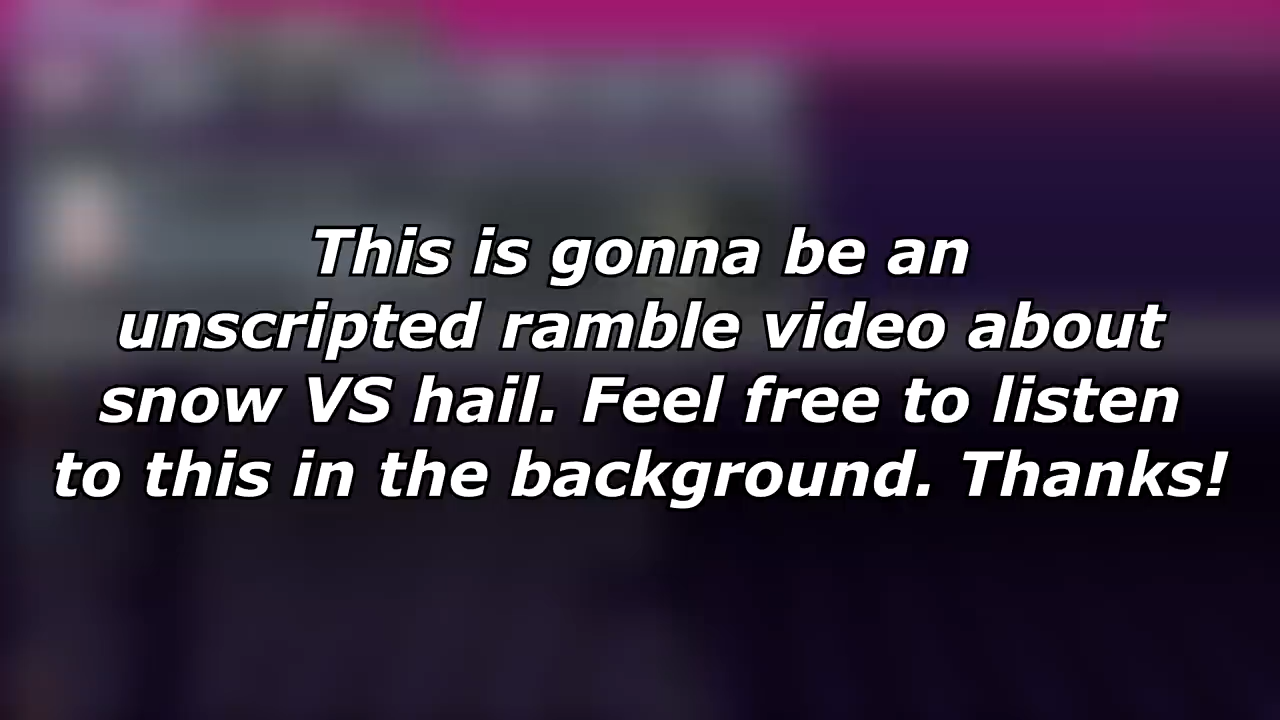 This is gonna be an
unscripted ramble video about
snow VS hail. Feel free to listen
to this in the background. Thanks!